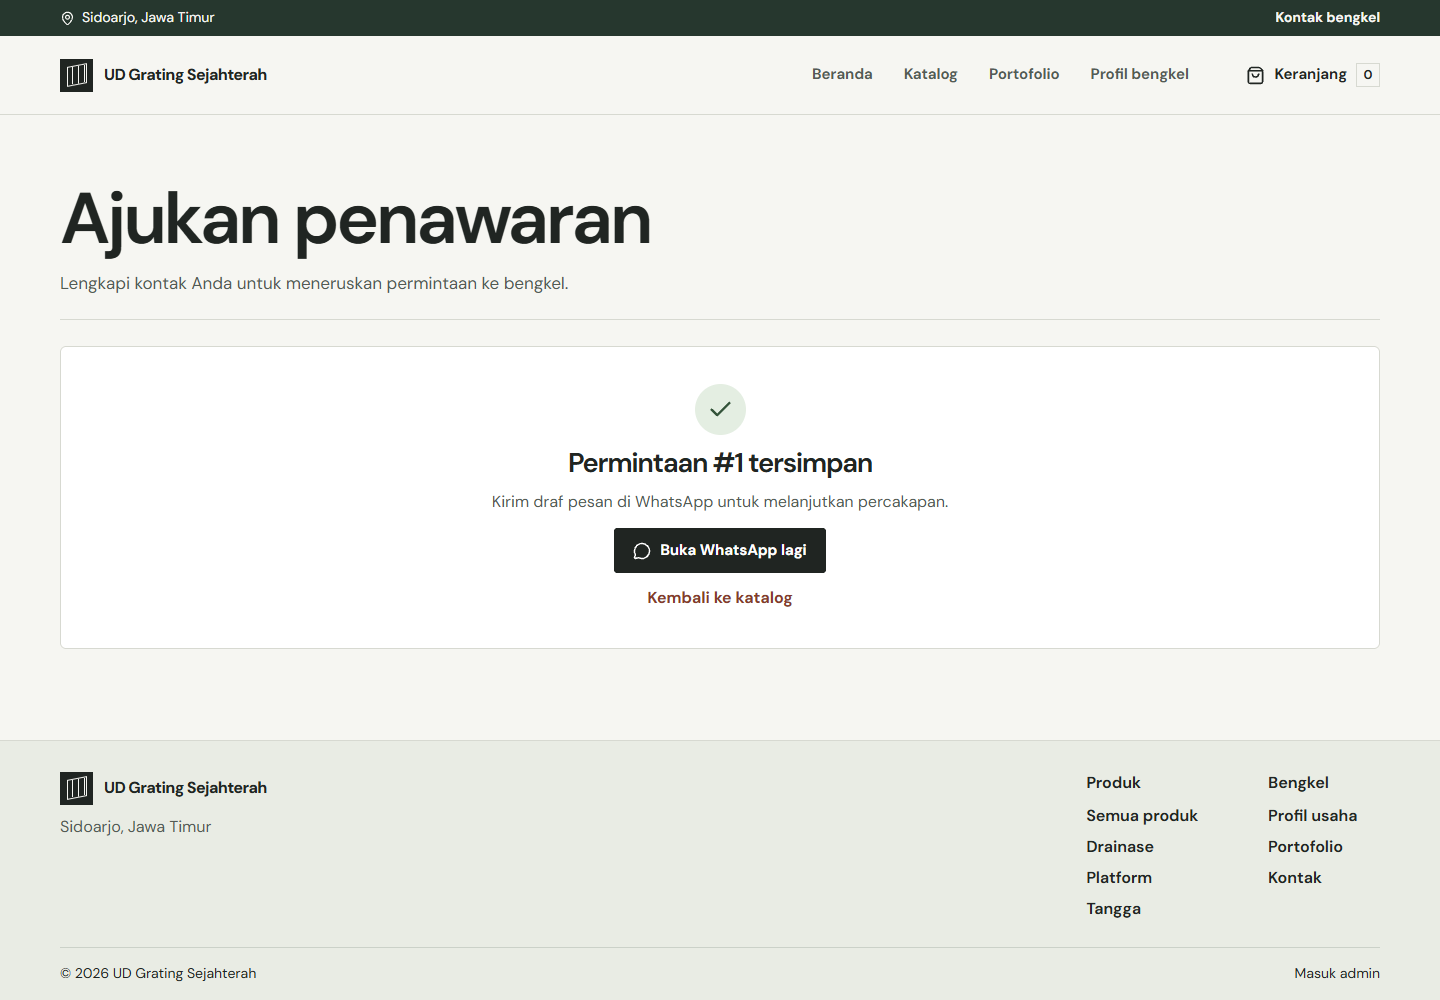 Sidoarjo, Jawa Timur
Kontak bengkel
UD Grating Sejahterah
Beranda
Katalog
Portofolio
Profil bengkel
Keranjang
0
Ajukan penawaran
Lengkapi kontak Anda untuk meneruskan permintaan ke bengkel.
Permintaan #1 tersimpan
Kirim draf pesan di WhatsApp untuk melanjutkan percakapan.
Buka WhatsApp lagi
Kembali ke katalog
UD Grating Sejahterah
Sidoarjo, Jawa Timur
Produk
Semua produk
Drainase
Platform
Tangga
Bengkel
Profil usaha
Portofolio
Kontak
© 2026 UD Grating Sejahterah
Masuk admin